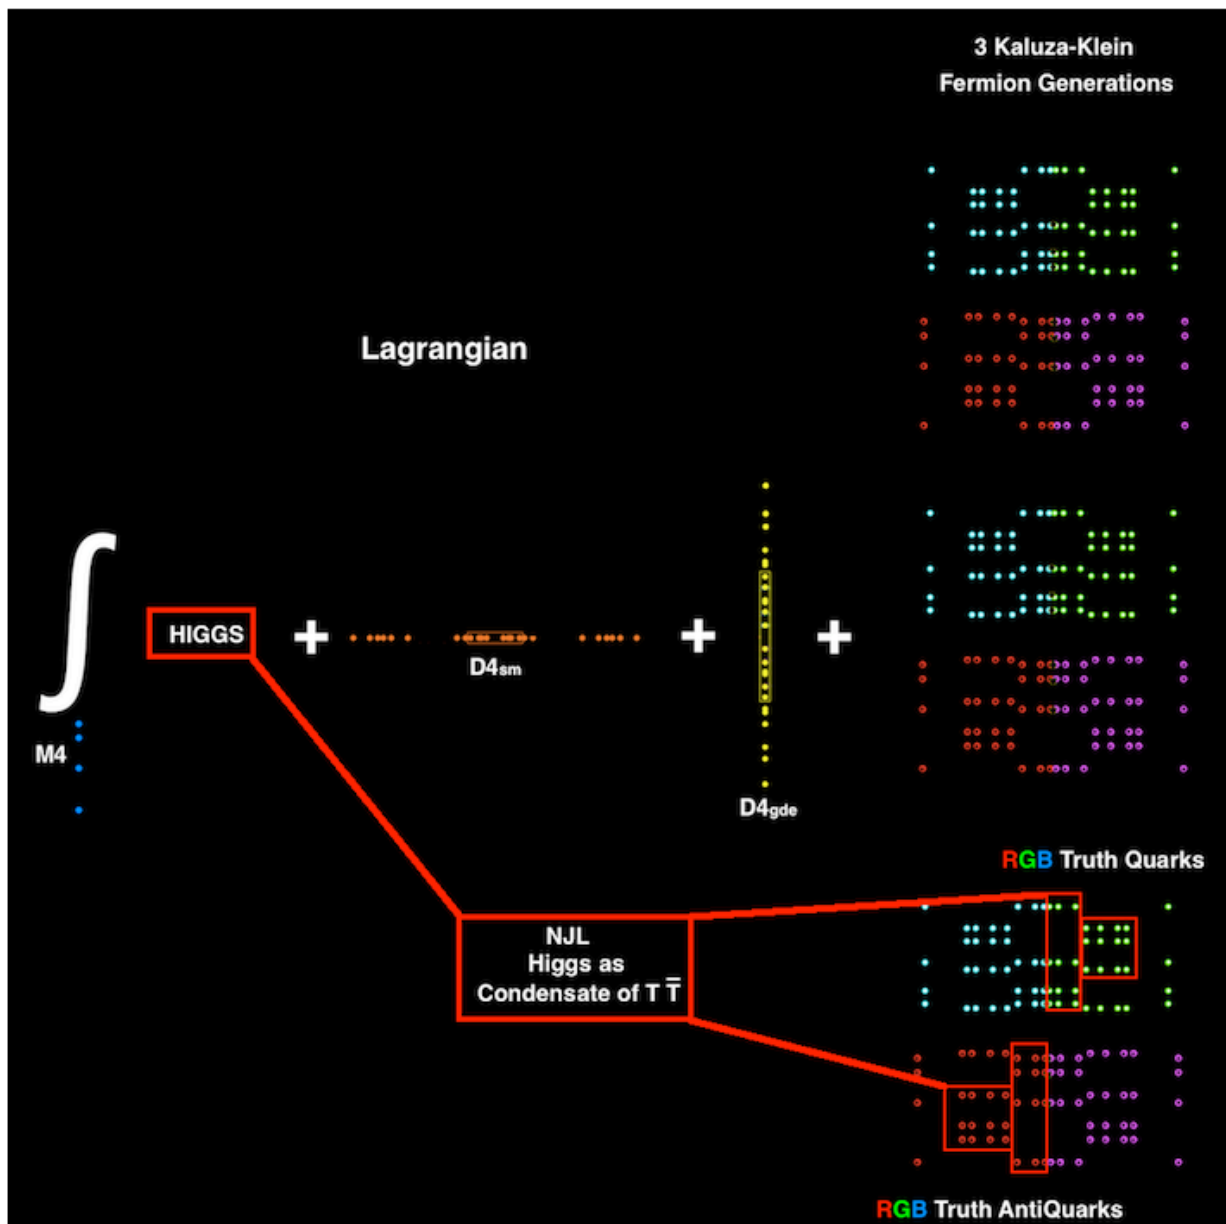 3 Kaluza-Klein
Fermion Generations
Lagrangian
∫
HIGGS
+
+
+
D4sm
M4
D4gde
RGB Truth Quarks
NJL
Higgs as
Condensate of T T̅
RGB Truth AntiQuarks